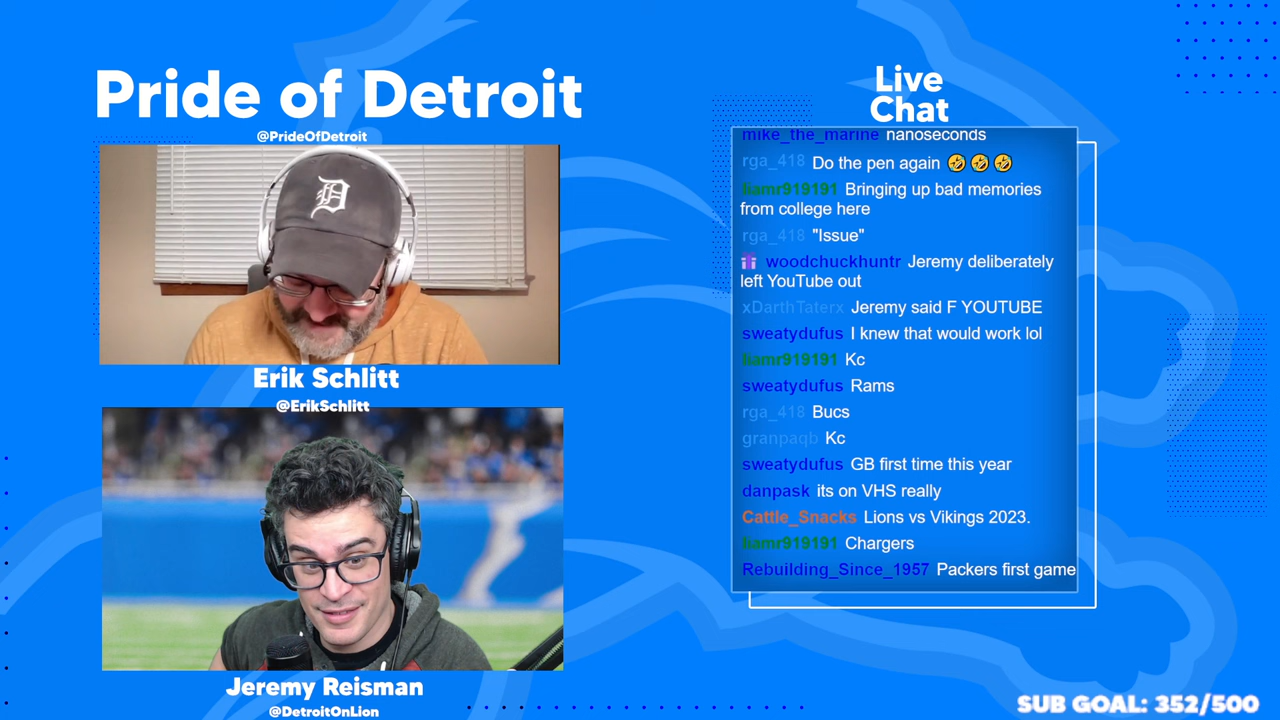 Pride of Detroit
@PrideOfDetroit
D
Erik Schlitt
@ErikSchlitt
Jeremy Reisman
@DetroitOnLion
Live
Chat
mike_the_marine nanoseconds
rga_418 Do the pen again 🤣 🤣 🤣
liamr919191 Bringing up bad memories
from college here
rga_418 "Issue"
woodchuckhuntr Jeremy deliberately
left YouTube out
xDarthTaterx Jeremy said F YOUTUBE
sweatydufus I knew that would work lol
liamr919191 Kc
sweatydufus Rams
rga_418 Bucs
granpaqb Kc
sweatydufus GB first time this year
danpask its on VHS really
Cattle_Snacks Lions vs Vikings 2023.
liamr919191 Chargers
Rebuilding_Since_1957 Packers first game
SUB GOAL: 352/500